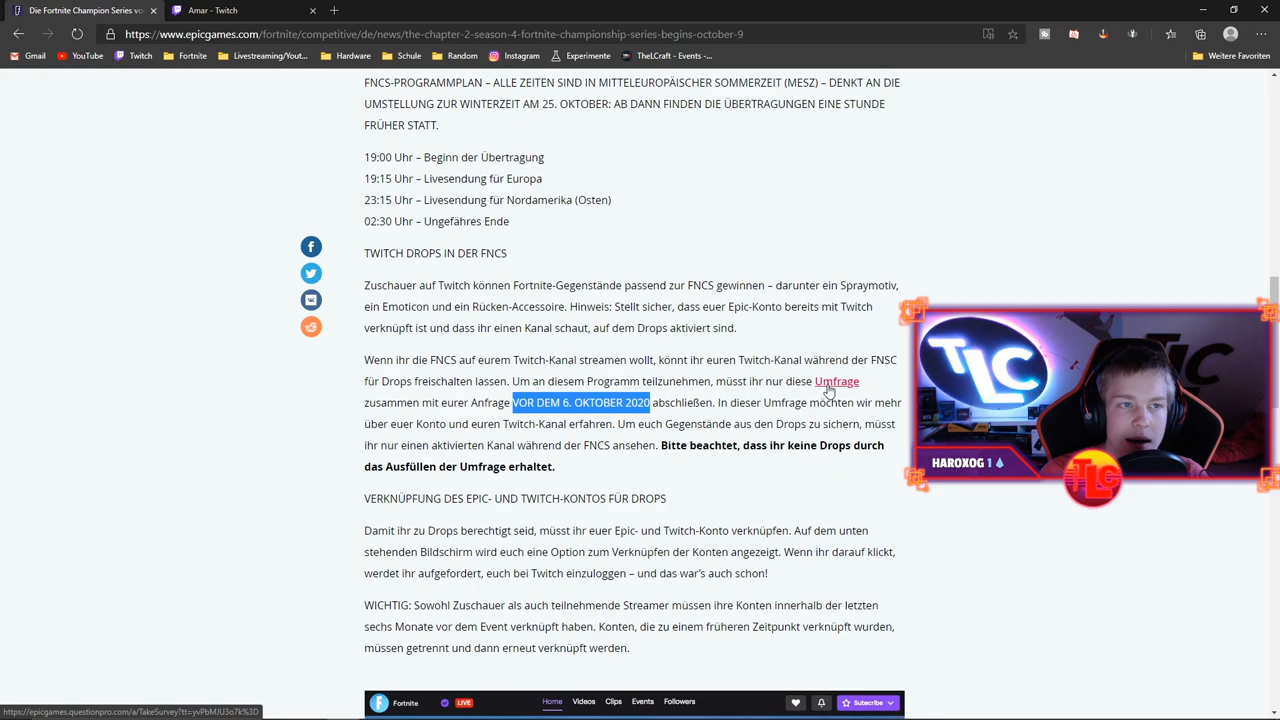 Die Fortnite Champion Series vo
Amar - Twitch
https://www.epicgames.com/fortnite/competitive/de/news/the-chapter-2-season-4-fortnite-championship-series-begins-october-9
Gmail YouTube Twitch Fortnite Livestreaming/Yout... Hardware Schule Random Instagram Experimente TheLCraft - Events -... Weitere Favoriten
FNCS-PROGRAMMPLAN – ALLE ZEITEN SIND IN MITTELEUROPÄISCHER SOMMERZEIT (MESZ) – DENKT AN DIE
UMSTELLUNG ZUR WINTERZEIT AM 25. OKTOBER: AB DANN FINDEN DIE ÜBERTRAGUNGEN EINE STUNDE
FRÜHER STATT.
19:00 Uhr – Beginn der Übertragung
19:15 Uhr – Livesendung für Europa
23:15 Uhr – Livesendung für Nordamerika (Osten)
02:30 Uhr – Ungefähres Ende
TWITCH DROPS IN DER FNCS
Zuschauer auf Twitch können Fortnite-Gegenstände passend zur FNCS gewinnen – darunter ein Spraymotiv,
ein Emoticon und ein Rücken-Accessoire. Hinweis: Stellt sicher, dass euer Epic-Konto bereits mit Twitch
verknüpft ist und dass ihr einen Kanal schaut, auf dem Drops aktiviert sind.
Wenn ihr die FNCS auf eurem Twitch-Kanal streamen wollt, könnt ihr euren Twitch-Kanal während der FNSC
für Drops freischalten lassen. Um an diesem Programm teilzunehmen, müsst ihr nur diese Umfrage
zusammen mit eurer Anfrage VOR DEM 6. OKTOBER 2020 abschließen. In dieser Umfrage möchten wir mehr
über euer Konto und euren Twitch-Kanal erfahren. Um euch Gegenstände aus den Drops zu sichern, müsst
ihr nur einen aktivierten Kanal während der FNCS ansehen. Bitte beachtet, dass ihr keine Drops durch
das Ausfüllen der Umfrage erhaltet.
VERKNÜPFUNG DES EPIC- UND TWITCH-KONTOS FÜR DROPS
Damit ihr zu Drops berechtigt seid, müsst ihr euer Epic- und Twitch-Konto verknüpfen. Auf dem unten
stehenden Bildschirm wird euch eine Option zum Verknüpfen der Konten angezeigt. Wenn ihr darauf klickt,
werdet ihr aufgefordert, euch bei Twitch einzuloggen – und das war's auch schon!
WICHTIG: Sowohl Zuschauer als auch teilnehmende Streamer müssen ihre Konten innerhalb der letzten
sechs Monate vor dem Event verknüpft haben. Konten, die zu einem früheren Zeitpunkt verknüpft wurden,
müssen getrennt und dann erneut verknüpft werden.
TLC
HAROXOG 1
TLC
Fortnite LIVE Home Videos Clips Events Followers Subscribe
https://epicgames.questionpro.com/a/TakeSurvey?tt=yvPbMJU3o7k%3D